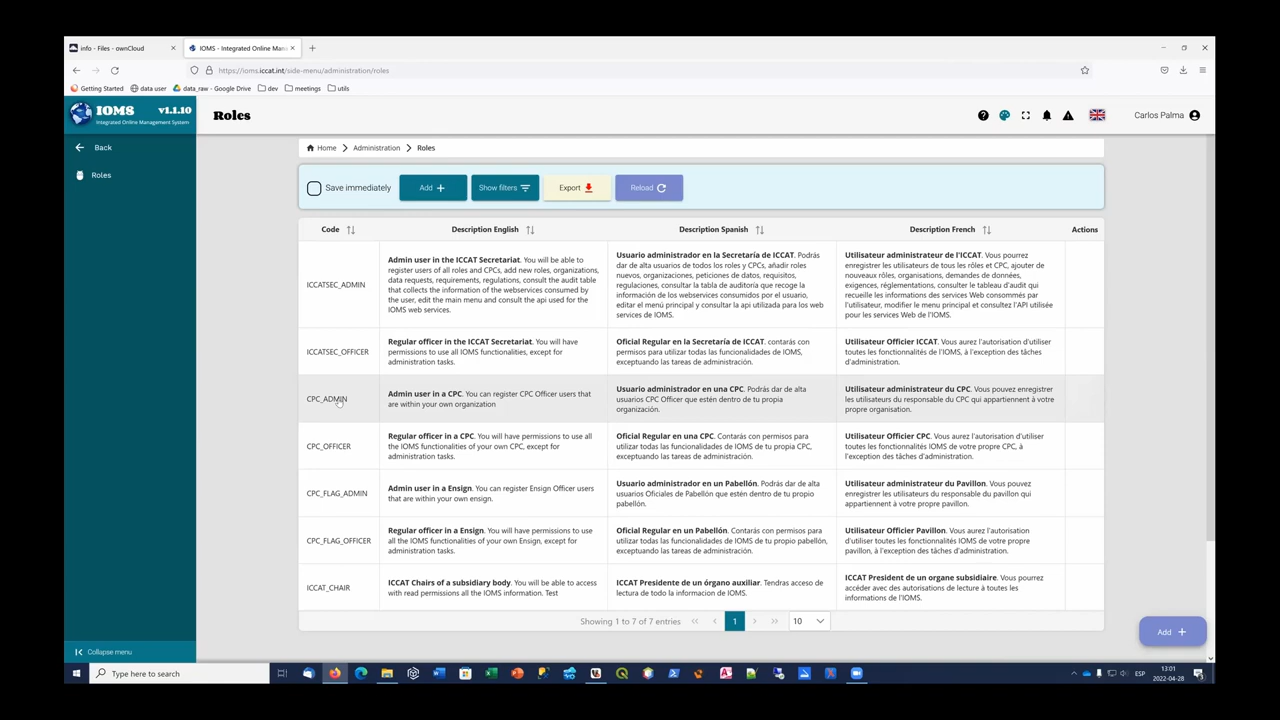 info - Files - ownCloud
IOMS - Integrated Online Mana
https://ioms.iccat.int/side-menu/administration/roles
Getting Started
data user
data_raw - Google Drive
dev
meetings
utils
IOMS v1.1.10
Integrated Online Management System
Roles
Carlos Palma
Back
Roles
Home
Administration
Roles
Save immediately
Add
Show filters
Export
Reload
Code
Description English
Description Spanish
Description French
Actions
ICCATSEC_ADMIN
Admin user in the ICCAT Secretariat. You will be able to
register users of all roles and CPCs, add new roles, organizations,
data requests, requirements, regulations, consult the audit table
that collects the information of the webservices consumed
by the user, edit the main menu and consult the api used for the
IOMS web services.
Usuario administrador en la Secretaría de ICCAT. Podrás
dar de alta usuarios de todos los roles y CPCs, añadir roles
nuevos, organizaciones, peticiones de datos, requisitos,
regulaciones, consultar la tabla de auditoría que recoge la
información de los webservices consumidos por el usuario,
editar el menú principal y consultar la api utilizada para los web
services de IOMS.
Utilisateur administrateur de l'ICCAT. Vous pourrez
enregistrer les utilisateurs de tous les rôles et CPC, ajouter de
nouveaux rôles, organisations, demandes de données,
exigences, réglementations, consulter le tableau d'audit qui
recueille les informations des services Web consommés par
l'utilisateur, modifier le menu principal et consultez l'API utilisée
pour les services Web de l'IOMS.
ICCATSEC_OFFICER
Regular officer in the ICCAT Secretariat. You will have
permissions to use all IOMS functionalities, except for
administration tasks.
Oficial Regular en la Secretaría de ICCAT. contarás con
permisos para utilizar todas las funcionalidades de IOMS,
exceptuando las tareas de administración.
Utilisateur Officier ICCAT. Vous aurez l'autorisation d'utiliser
toutes les fonctionnalités de l'IOMS, à l'exception des tâches
d'administration.
CPC_ADMIN
Admin user in a CPC. You can register CPC Officer users that
are within your own organization
Usuario administrador en una CPC. Podrás dar de alta
usuarios CPC Officer que estén dentro de tu propia
organización.
Utilisateur administrateur du CPC. Vous pouvez enregistrer
les utilisateurs du responsable du CPC qui appartiennent à votre
propre organisation.
CPC_OFFICER
Regular officer in a CPC. You will have permissions to use all
the IOMS functionalities of your own CPC, except for
administration tasks.
Oficial Regular en una CPC. Contarás con permisos para
utilizar todas las funcionalidades de IOMS de tu propia CPC,
exceptuando las tareas de administración.
Utilisateur Officier CPC. Vous aurez l'autorisation d'utiliser
toutes les fonctionnalités IOMS de votre propre CPC, à
l'exception des tâches d'administration.
CPC_FLAG_ADMIN
Admin user in a Ensign. You can register Ensign Officer users
that are within your own ensign.
Usuario administrador en un Pabellón. Podrás dar de alta
usuarios Oficiales de Pabellón que estén dentro de tu propio
pabellón.
Utilisateur administrateur du Pavillon. Vous pouvez
enregistrer les utilisateurs du responsable du pavillon qui
appartiennent à votre propre pavillon.
CPC_FLAG_OFFICER
Regular officer in a Ensign. You will have permissions to use
all the IOMS functionalities of your own Ensign, except for
administration tasks.
Oficial Regular en un Pabellón. Contarás con permisos para
utilizar todas las funcionalidades de IOMS de tu propio pabellón,
exceptuando las tareas de administración.
Utilisateur Officier Pavillon. Vous aurez l'autorisation
d'utiliser toutes les fonctionnalités IOMS de votre propre
pavillon, à l'exception des tâches d'administration.
ICCAT_CHAIR
ICCAT Chairs of a subsidiary body. You will be able to access
with read permissions all the IOMS information. Test
ICCAT Presidente de un órgano auxiliar. Tendras acceso de
lectura de todo la informacion de IOMS.
ICCAT President de un organe subsidiaire. Vous pourrez
accéder avec des autorisations de lecture à toutes les
informations de l'IOMS.
Showing 1 to 7 of 7 entries
1
10
Add
Collapse menu
Type here to search
ESP
13:01
2022-04-28